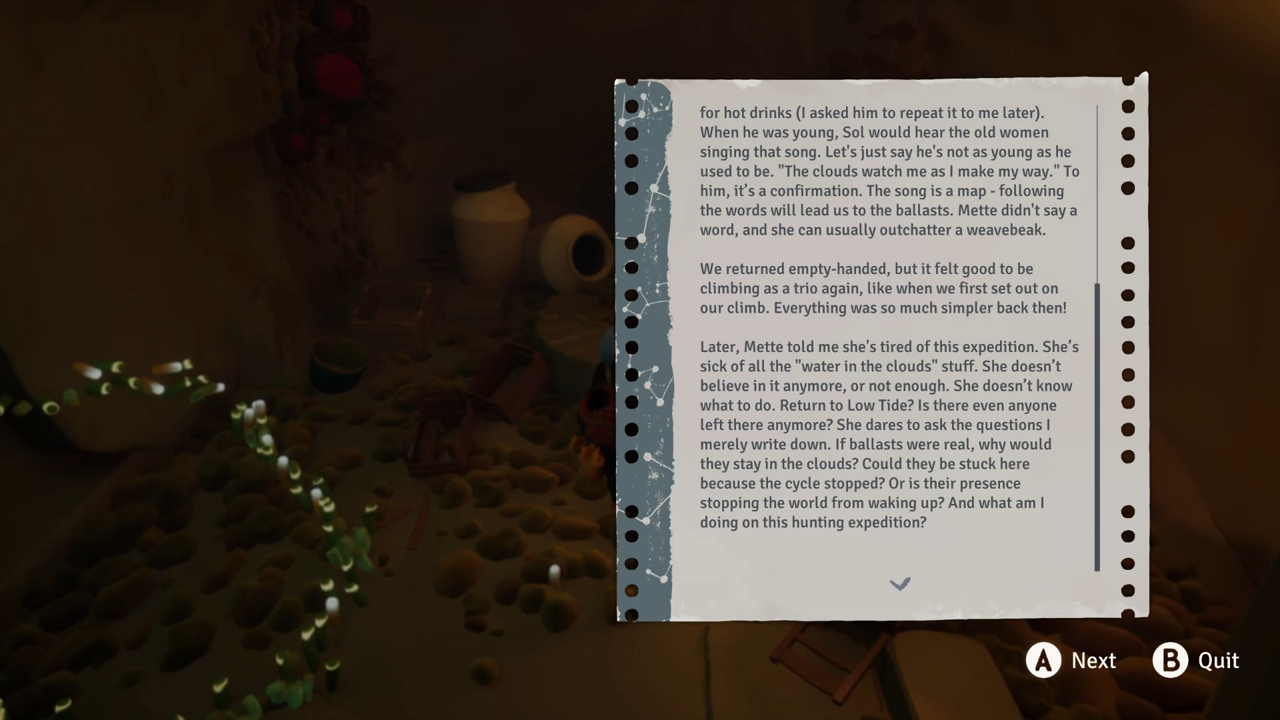 for hot drinks (I asked him to repeat it to me later).
When he was young, Sol would hear the old women
singing that song. Let's just say he's not as young as he
used to be. "The clouds watch me as I make my way." To
him, it’s a confirmation. The song is a map - following
the words will lead us to the ballasts. Mette didn't say a
word, and she can usually outchatter a weavebeak.
We returned empty-handed, but it felt good to be
climbing as a trio again, like when we first set out on
our climb. Everything was so much simpler back then!
Later, Mette told me she's tired of this expedition. She’s
sick of all the "water in the clouds" stuff. She doesn’t
believe in it anymore, or not enough. She doesn’t know
what to do. Return to Low Tide? Is there even anyone
left there anymore? She dares to ask the questions I
merely write down. If ballasts were real, why would
they stay in the clouds? Could they be stuck here
because the cycle stopped? Or is their presence
stopping the world from waking up? And what am I
doing on this hunting expedition?
A Next B Quit